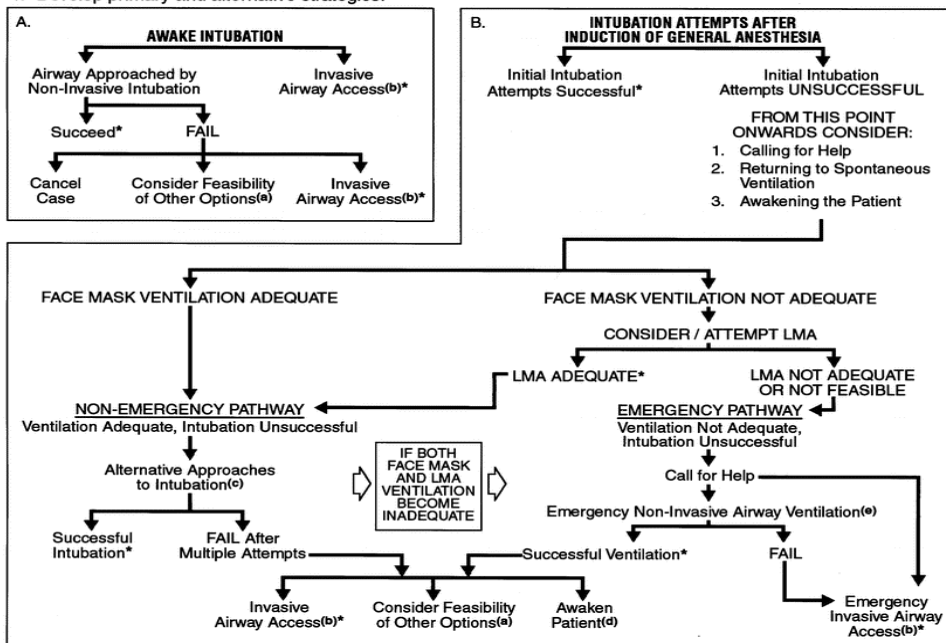 A.
AWAKE INTUBATION
Airway Approached by
Non-Invasive Intubation
Invasive
Airway Access(b)*
Succeed*
FAIL
Cancel
Case
Consider Feasibility
of Other Options(a)
Invasive
Airway Access(b)*
B.
INTUBATION ATTEMPTS AFTER
INDUCTION OF GENERAL ANESTHESIA
Initial Intubation
Attempts Successful*
Initial Intubation
Attempts UNSUCCESSFUL
FROM THIS POINT
ONWARDS CONSIDER:
1. Calling for Help
2. Returning to Spontaneous
Ventilation
3. Awakening the Patient
FACE MASK VENTILATION ADEQUATE
FACE MASK VENTILATION NOT ADEQUATE
CONSIDER / ATTEMPT LMA
LMA ADEQUATE*
LMA NOT ADEQUATE
OR NOT FEASIBLE
NON-EMERGENCY PATHWAY
Ventilation Adequate, Intubation Unsuccessful
EMERGENCY PATHWAY
Ventilation Not Adequate,
Intubation Unsuccessful
Alternative Approaches
to Intubation(c)
IF BOTH
FACE MASK
AND LMA
VENTILATION
BECOME
INADEQUATE
Call for Help
Emergency Non-Invasive Airway Ventilation(e)
Successful
Intubation*
FAIL After
Multiple Attempts
Successful Ventilation*
FAIL
Invasive
Airway Access(b)*
Consider Feasibility
of Other Options(a)
Awaken
Patient(d)
Emergency
Invasive Airway
Access(b)*